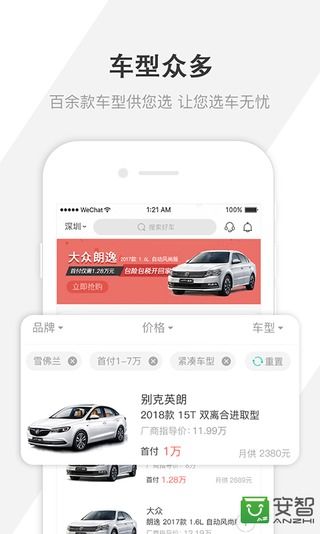 车型众多
百余款车型供您选 让您选车无忧
WeChat
1:21 AM
100%
深圳
搜索好车
大众朗逸 2017款 1.6L 自动风尚版
首付仅需1.28万元 包险包税开回家
立即抢购
品牌
价格
车型
雪佛兰
首付1-7万
紧凑车型
重置
别克英朗
2018款 15T 双离合进取型
厂商指导价: 11.99万
首付 1万
月供 2380元
首付 1.28万
月供 2380元
大众
朗逸 2017款 1.6L 自动风尚版
安智
ANZHI